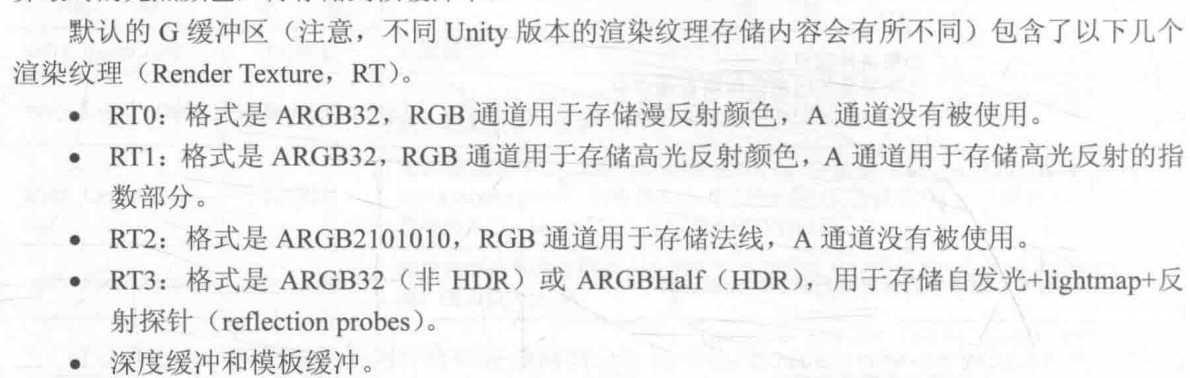 默认的 G 缓冲区（注意，不同 Unity 版本的渲染纹理存储内容会有所不同）包含了以下几个
渲染纹理（Render Texture，RT）。
• RT0：格式是 ARGB32，RGB 通道用于存储漫反射颜色，A 通道没有被使用。
• RT1：格式是 ARGB32，RGB 通道用于存储高光反射颜色，A 通道用于存储高光反射的指
数部分。
• RT2：格式是 ARGB2101010，RGB 通道用于存储法线，A 通道没有被使用。
• RT3：格式是 ARGB32（非 HDR）或 ARGBHalf（HDR），用于存储自发光+lightmap+反
射探针（reflection probes）。
• 深度缓冲和模板缓冲。